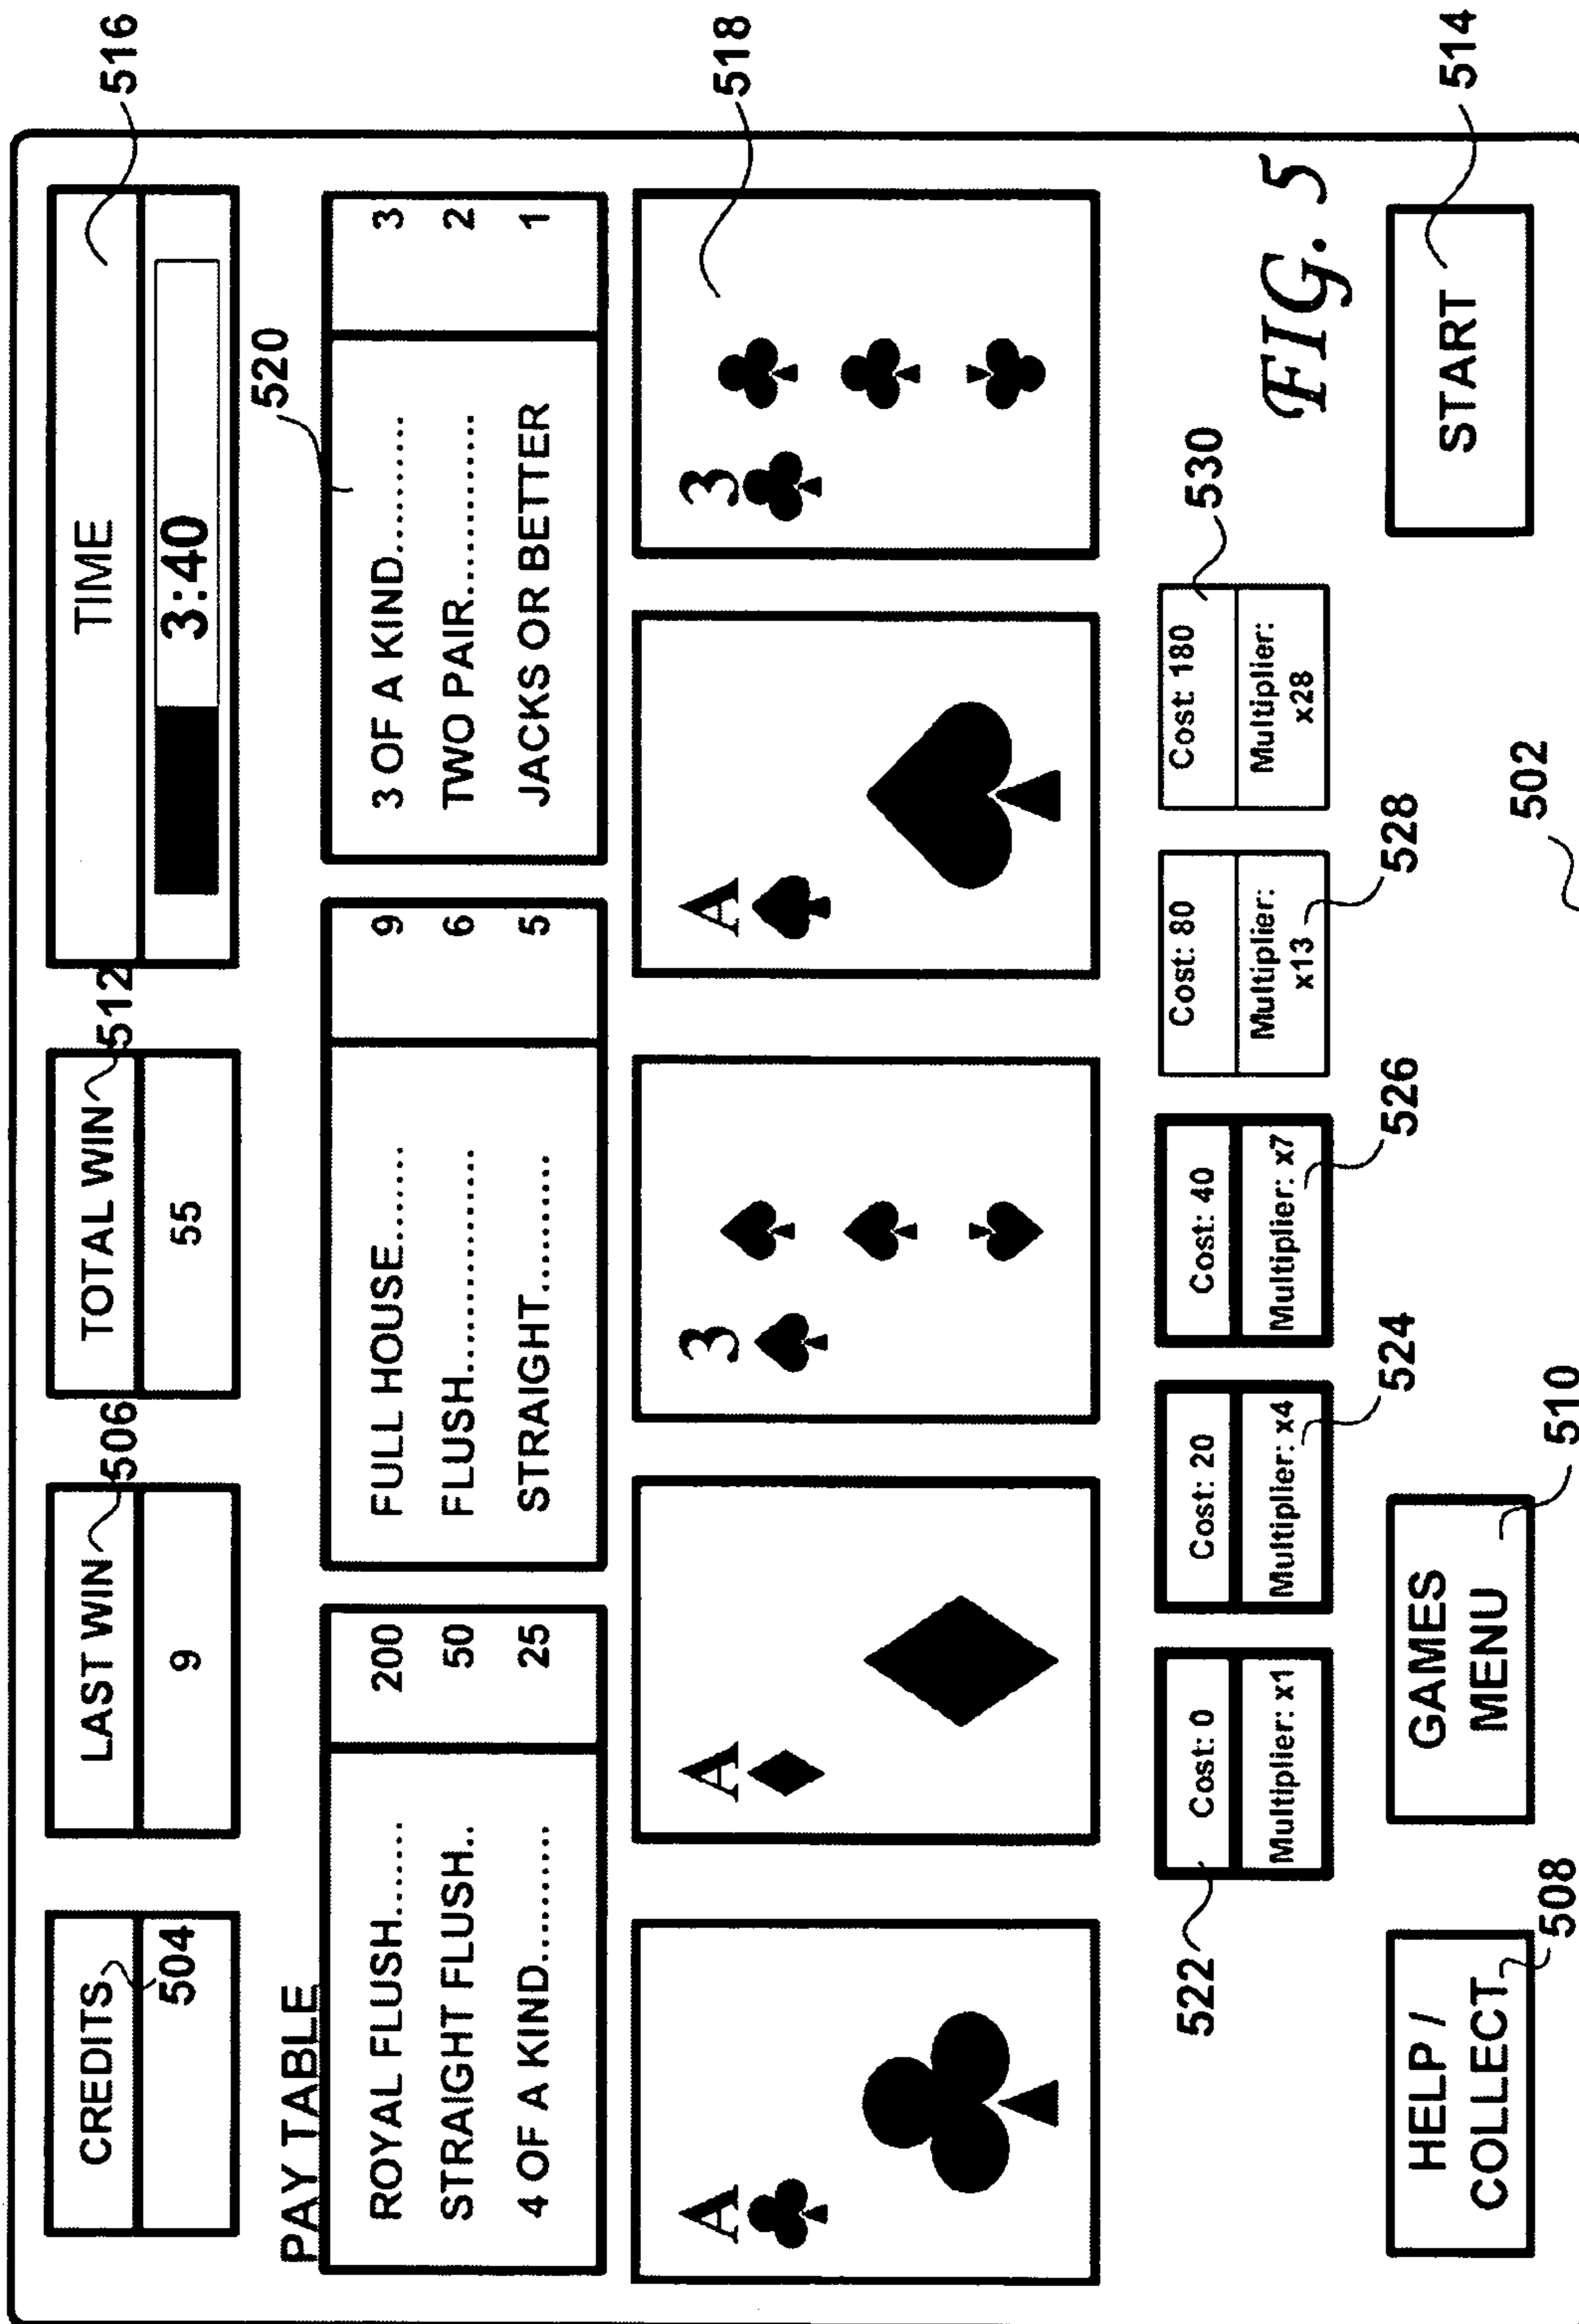 CREDITS
504
LAST WIN
506
9
TOTAL WIN
512
55
TIME
516
3:40
PAY TABLE
520
ROYAL FLUSH...... 200
STRAIGHT FLUSH.. 50
4 OF A KIND.......... 25
FULL HOUSE....... 9
FLUSH..................... 6
STRAIGHT.......... 5
3 OF A KIND.......... 3
TWO PAIR............. 2
JACKS OR BETTER 1
A
A
3
A
3
518
522
Cost: 0
Multiplier: x1
Cost: 20
Multiplier: x4
524
Cost: 40
Multiplier: x7
526
Cost: 80
Multiplier:
x13
528
Cost: 180
Multiplier:
x28
530
FIG. 5
HELP /
COLLECT
508
GAMES
MENU
510
502
START
514